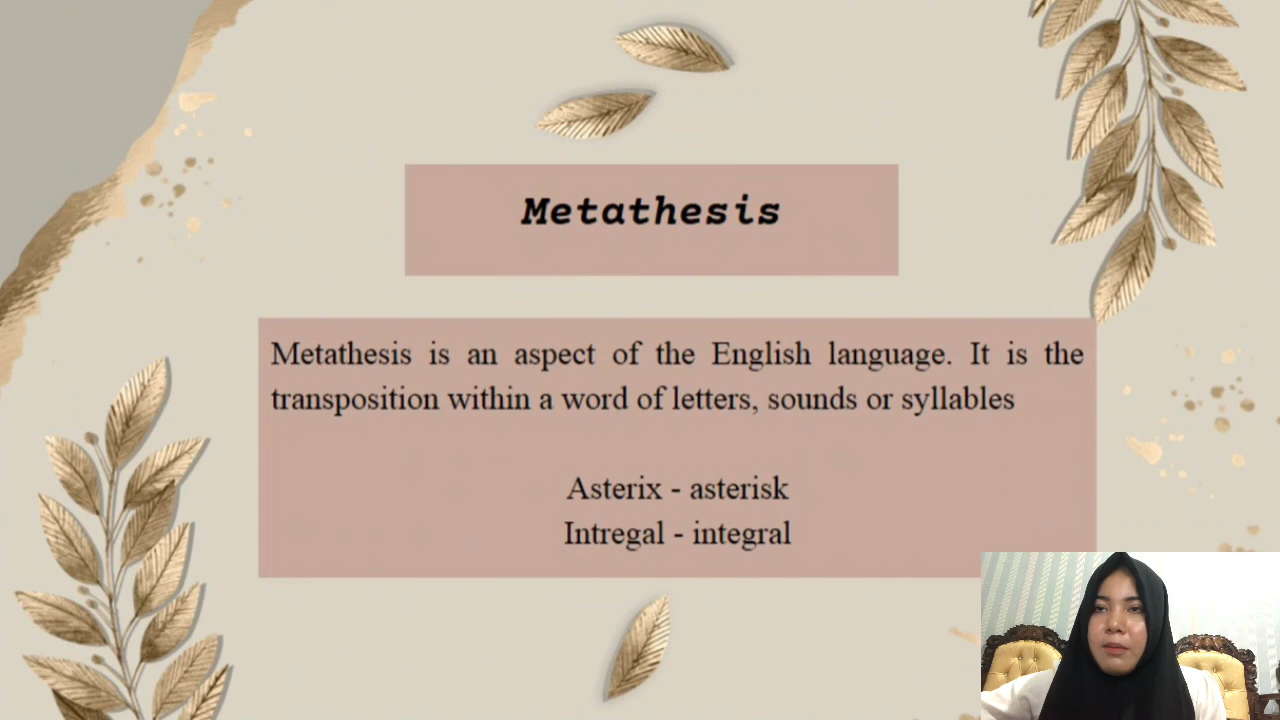 Metathesis
Metathesis is an aspect of the English language. It is the
transposition within a word of letters, sounds or syllables
Asterix - asterisk
Intregal - integral